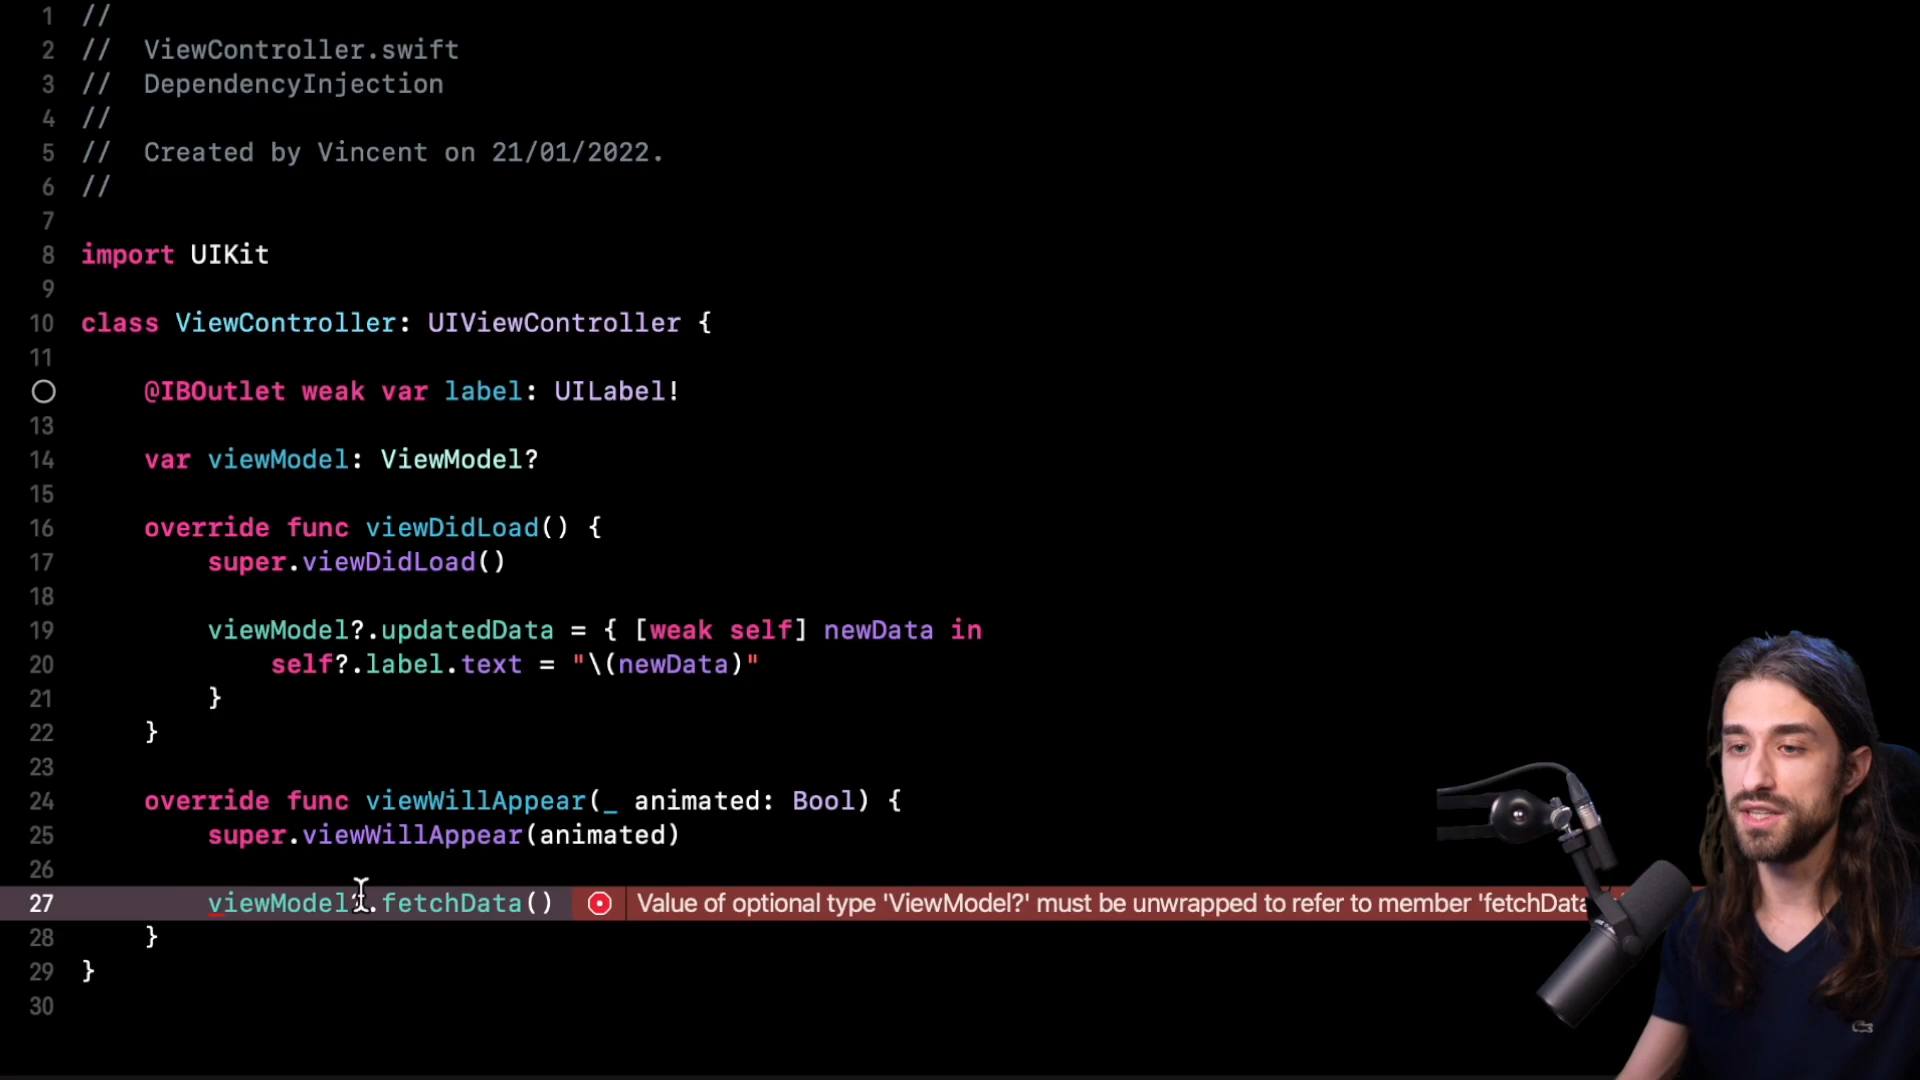 1 //
2 // ViewController.swift
3 // DependencyInjection
4 //
5 // Created by Vincent on 21/01/2022.
6 //
7
8 import UIKit
9
10 class ViewController: UIViewController {
11
@IBOutlet weak var label: UILabel!
13
14 var viewModel: ViewModel?
15
16 override func viewDidLoad() {
17 super.viewDidLoad()
18
19 viewModel?.updatedData = { [weak self] newData in
20 self?.label.text = "\(newData)"
21 }
22 }
23
24 override func viewWillAppear(_ animated: Bool) {
25 super.viewWillAppear(animated)
26
27 viewModel?.fetchData() Value of optional type 'ViewModel?' must be unwrapped to refer to member 'fetchData
28 }
29 }
30